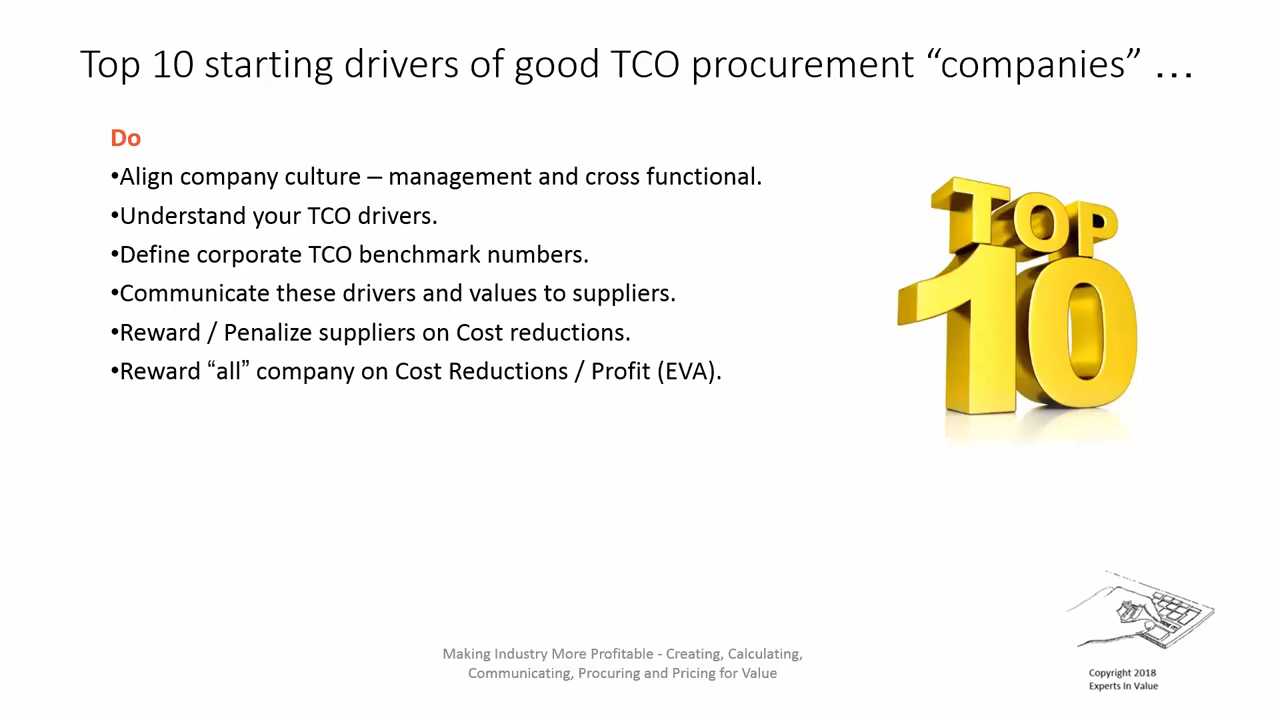 Top 10 starting drivers of good TCO procurement “companies” …
Do
•Align company culture – management and cross functional.
•Understand your TCO drivers.
•Define corporate TCO benchmark numbers.
•Communicate these drivers and values to suppliers.
•Reward / Penalize suppliers on Cost reductions.
•Reward “all” company on Cost Reductions / Profit (EVA).
TOP
10
Making Industry More Profitable - Creating, Calculating,
Communicating, Procuring and Pricing for Value
Copyright 2018
Experts In Value